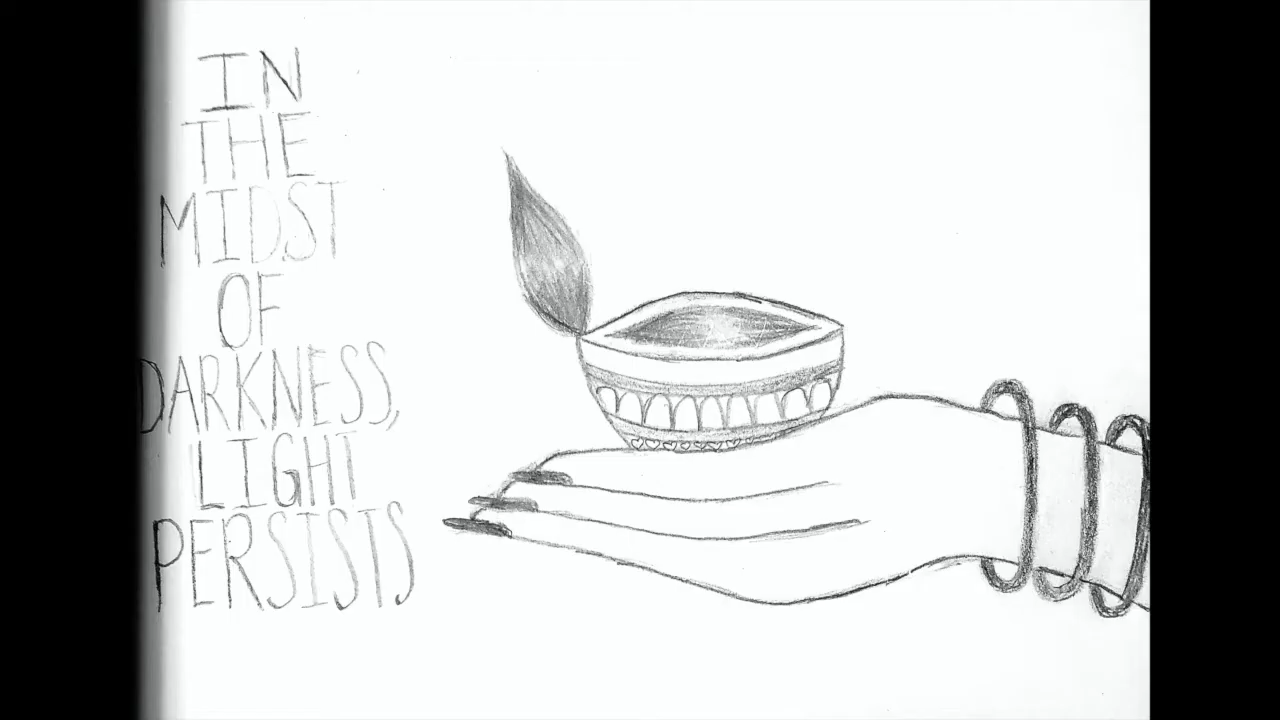 IN
THE
MIDST
OF
DARKNESS,
LIGHT
PERSISTS